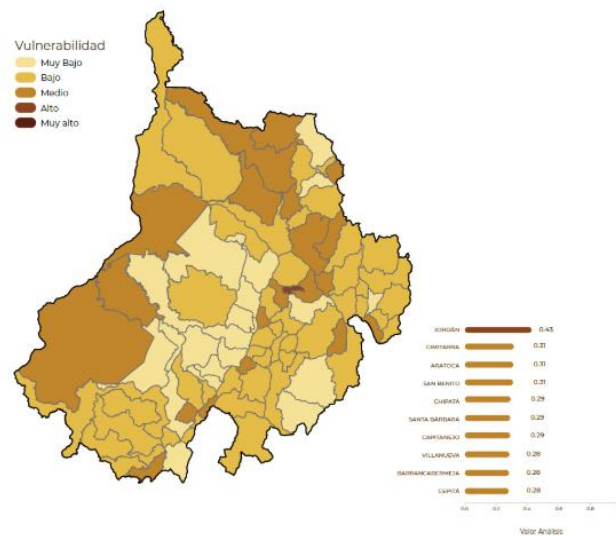 Vulnerabilidad
Muy Bajo
Bajo
Medio
Alto
Muy alto
JORDÁN 0.43
CIMITARRA 0.31
ARATOCA 0.31
SAN BENITO 0.31
CHIPATÁ 0.29
SANTA BÁRBARA 0.29
CAPITANEJO 0.29
VILLANUEVA 0.28
BARRANCABERMEJA 0.28
CEPITÁ 0.28
0.0 0.2 0.4 0.6 0.8
Valor Análisis